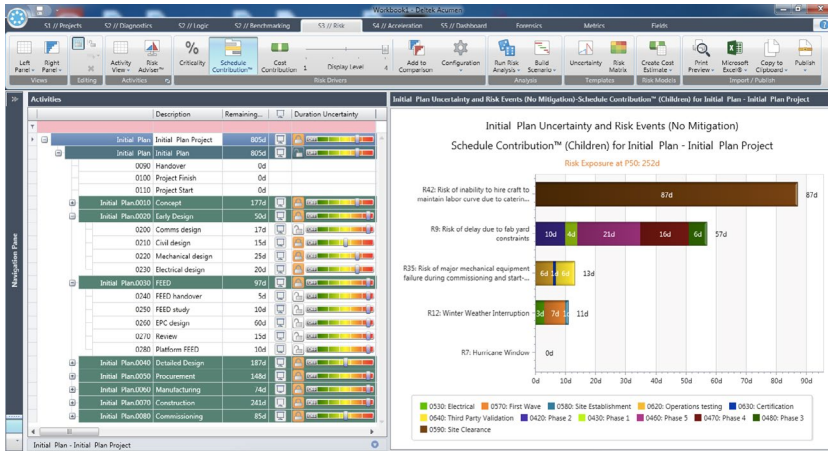 Workbook1 - Deltek Acumen
S1 // Projects S2 // Diagnostics S2 // Logic S2 // Benchmarking S3 // Risk S4 // Acceleration S5 // Dashboard Forensics Metrics Fields
Left Panel Right Panel Activity View Risk Adviser™ Criticality Schedule Contribution™ Cost Contribution 1 Display Level 4 Add to Comparison Configuration Run Risk Analysis Build Scenario Uncertainty Risk Matrix Create Cost Estimate Print Preview Microsoft Excel® Copy to Clipboard Publish
Views Editing Activities Risk Drivers Analysis Templates Risk Models Import / Publish
Activities
Description Remaining... Duration Uncertainty
Initial Plan Initial Plan Project 805d
Initial Plan Initial Plan 805d
0090 Handover 0d
0100 Project Finish 0d
0110 Project Start 0d
Initial Plan.0010 Concept 177d
Initial Plan.0020 Early Design 50d
0200 Comms design 17d
0210 Civil design 15d
0220 Mechanical design 25d
0230 Electrical design 20d
Initial Plan.0030 FEED 97d
0240 FEED handover 5d
0250 FEED study 10d
0260 EPC design 60d
0270 Review 15d
0280 Platform FEED 10d
Initial Plan.0040 Detailed Design 187d
Initial Plan.0050 Procurement 148d
Initial Plan.0060 Manufacturing 74d
Initial Plan.0070 Construction 241d
Initial Plan.0080 Commissioning 85d
Navigation Pane
Initial Plan - Initial Plan Project
Initial Plan Uncertainty and Risk Events (No Mitigation)-Schedule Contribution™ (Children) for Initial Plan - Initial Plan Project
Initial Plan Uncertainty and Risk Events (No Mitigation)
Schedule Contribution™ (Children) for Initial Plan - Initial Plan Project
Risk Exposure at P50: 252d
R42: Risk of inability to hire craft to
maintain labor curve due to caterin...
87d 87d
R9: Risk of delay due to fab yard
constraints
10d 4d 21d 16d 6d 57d
R35: Risk of major mechanical equipment
failure during commissioning and start-...
6d 1d 6d 13d
R12: Winter Weather Interruption
3d 7d 11d
R7: Hurricane Window
0d
0d 10d 20d 30d 40d 50d 60d 70d 80d 90d
0530: Electrical 0570: First Wave 0580: Site Establishment 0620: Operations testing 0630: Certification
0640: Third Party Validation 0420: Phase 2 0430: Phase 1 0460: Phase 5 0470: Phase 4 0480: Phase 3
0590: Site Clearance